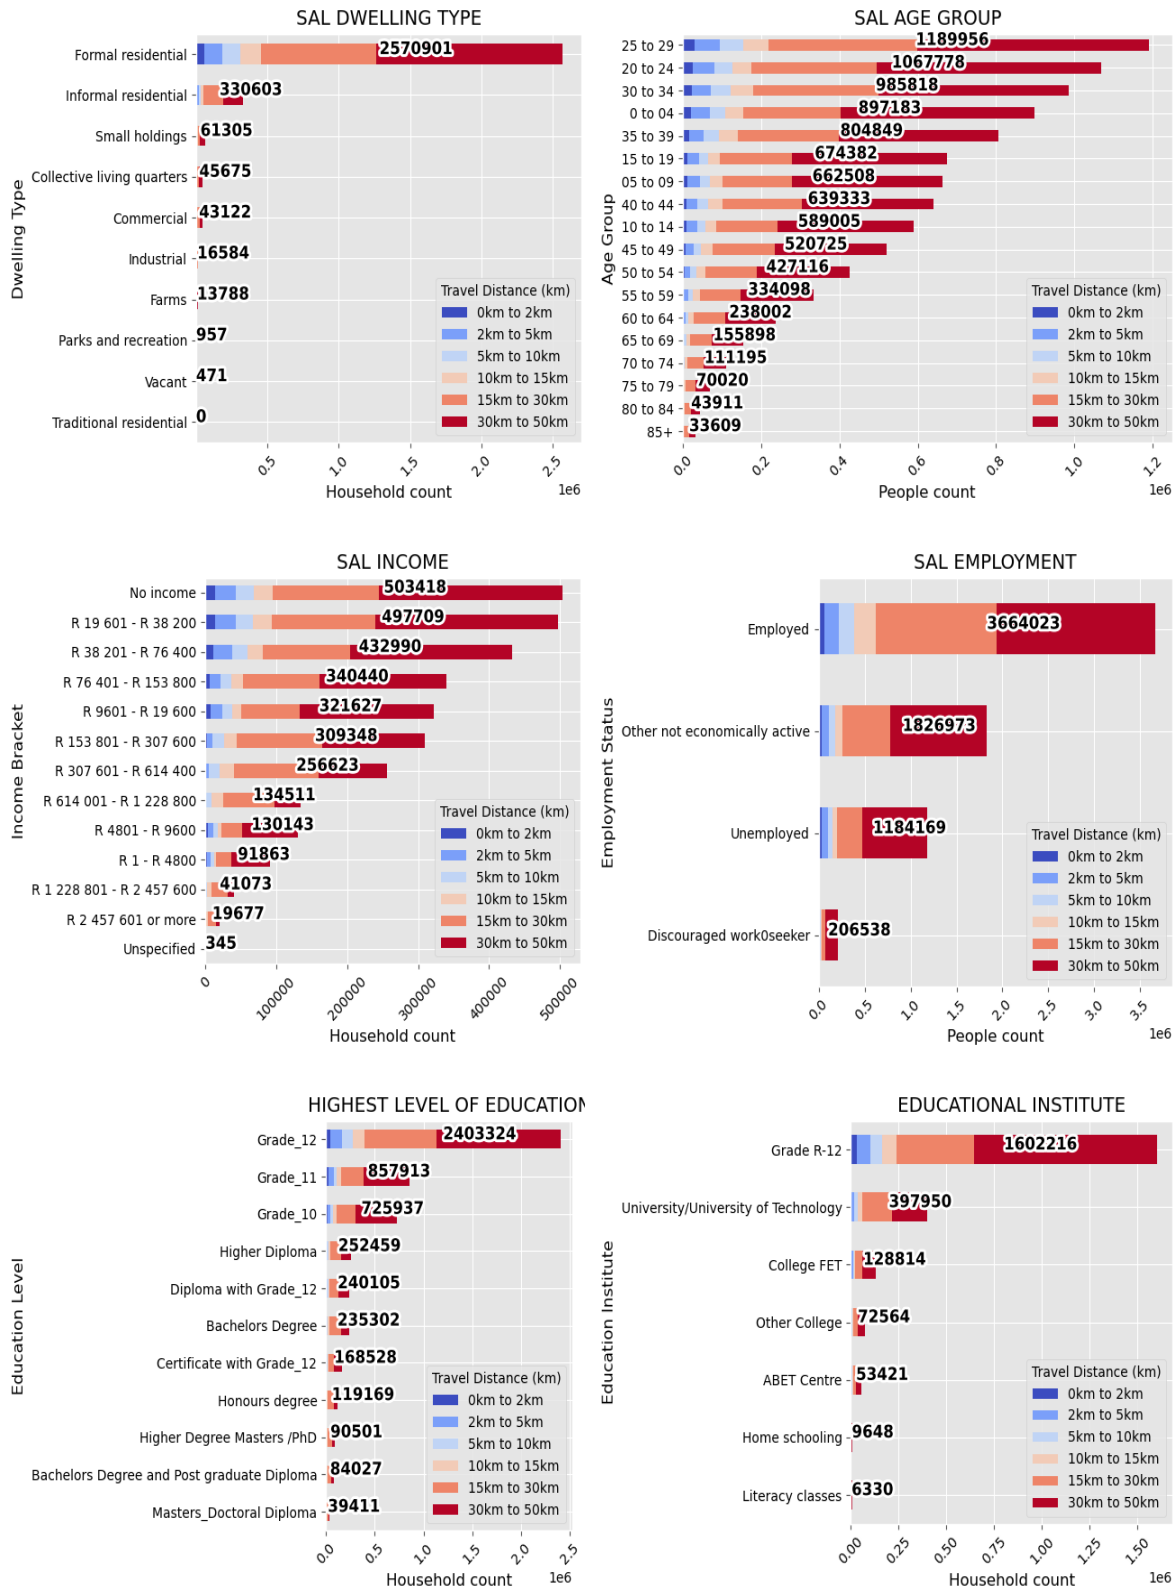 SAL DWELLING TYPE
Dwelling Type
Formal residential 2570901
Informal residential 330603
Small holdings 61305
Collective living quarters 45675
Commercial 43122
Industrial 16584
Farms 13788
Parks and recreation 957
Vacant 471
Traditional residential 0
Travel Distance (km)
0km to 2km
2km to 5km
5km to 10km
10km to 15km
15km to 30km
30km to 50km
0.5 1.0 1.5 2.0 2.5
1e6
Household count
SAL AGE GROUP
Age Group
25 to 29 1189956
20 to 24 1067778
30 to 34 985818
0 to 04 897183
35 to 39 804849
15 to 19 674382
05 to 09 662508
40 to 44 639333
10 to 14 589005
45 to 49 520725
50 to 54 427116
55 to 59 334098
60 to 64 238002
65 to 69 155898
70 to 74 111195
75 to 79 70020
80 to 84 43911
85+ 33609
Travel Distance (km)
0km to 2km
2km to 5km
5km to 10km
10km to 15km
15km to 30km
30km to 50km
0.0 0.2 0.4 0.6 0.8 1.0 1.2
1e6
People count
SAL INCOME
Income Bracket
No income 503418
R 19 601 - R 38 200 497709
R 38 201 - R 76 400 432990
R 76 401 - R 153 800 340440
R 9601 - R 19 600 321627
R 153 801 - R 307 600 309348
R 307 601 - R 614 400 256623
R 614 001 - R 1 228 800 134511
R 4801 - R 9600 130143
R 1 - R 4800 91863
R 1 228 801 - R 2 457 600 41073
R 2 457 601 or more 19677
Unspecified 345
Travel Distance (km)
0km to 2km
2km to 5km
5km to 10km
10km to 15km
15km to 30km
30km to 50km
0 100000 200000 300000 400000 500000
Household count
SAL EMPLOYMENT
Employment Status
Employed 3664023
Other not economically active 1826973
Unemployed 1184169
Discouraged work0seeker 206538
Travel Distance (km)
0km to 2km
2km to 5km
5km to 10km
10km to 15km
15km to 30km
30km to 50km
0.0 0.5 1.0 1.5 2.0 2.5 3.0 3.5
1e6
People count
HIGHEST LEVEL OF EDUCATION
Education Level
Grade_12 2403324
Grade_11 857913
Grade_10 725937
Higher Diploma 252459
Diploma with Grade_12 240105
Bachelors Degree 235302
Certificate with Grade_12 168528
Honours degree 119169
Higher Degree Masters /PhD 90501
Bachelors Degree and Post graduate Diploma 84027
Masters_Doctoral Diploma 39411
Travel Distance (km)
0km to 2km
2km to 5km
5km to 10km
10km to 15km
15km to 30km
30km to 50km
0.0 0.5 1.0 1.5 2.0 2.5
1e6
Household count
EDUCATIONAL INSTITUTE
Education Institute
Grade R-12 1602216
University/University of Technology 397950
College FET 128814
Other College 72564
ABET Centre 53421
Home schooling 9648
Literacy classes 6330
Travel Distance (km)
0km to 2km
2km to 5km
5km to 10km
10km to 15km
15km to 30km
30km to 50km
0.00 0.25 0.50 0.75 1.00 1.25 1.50
1e6
Household count